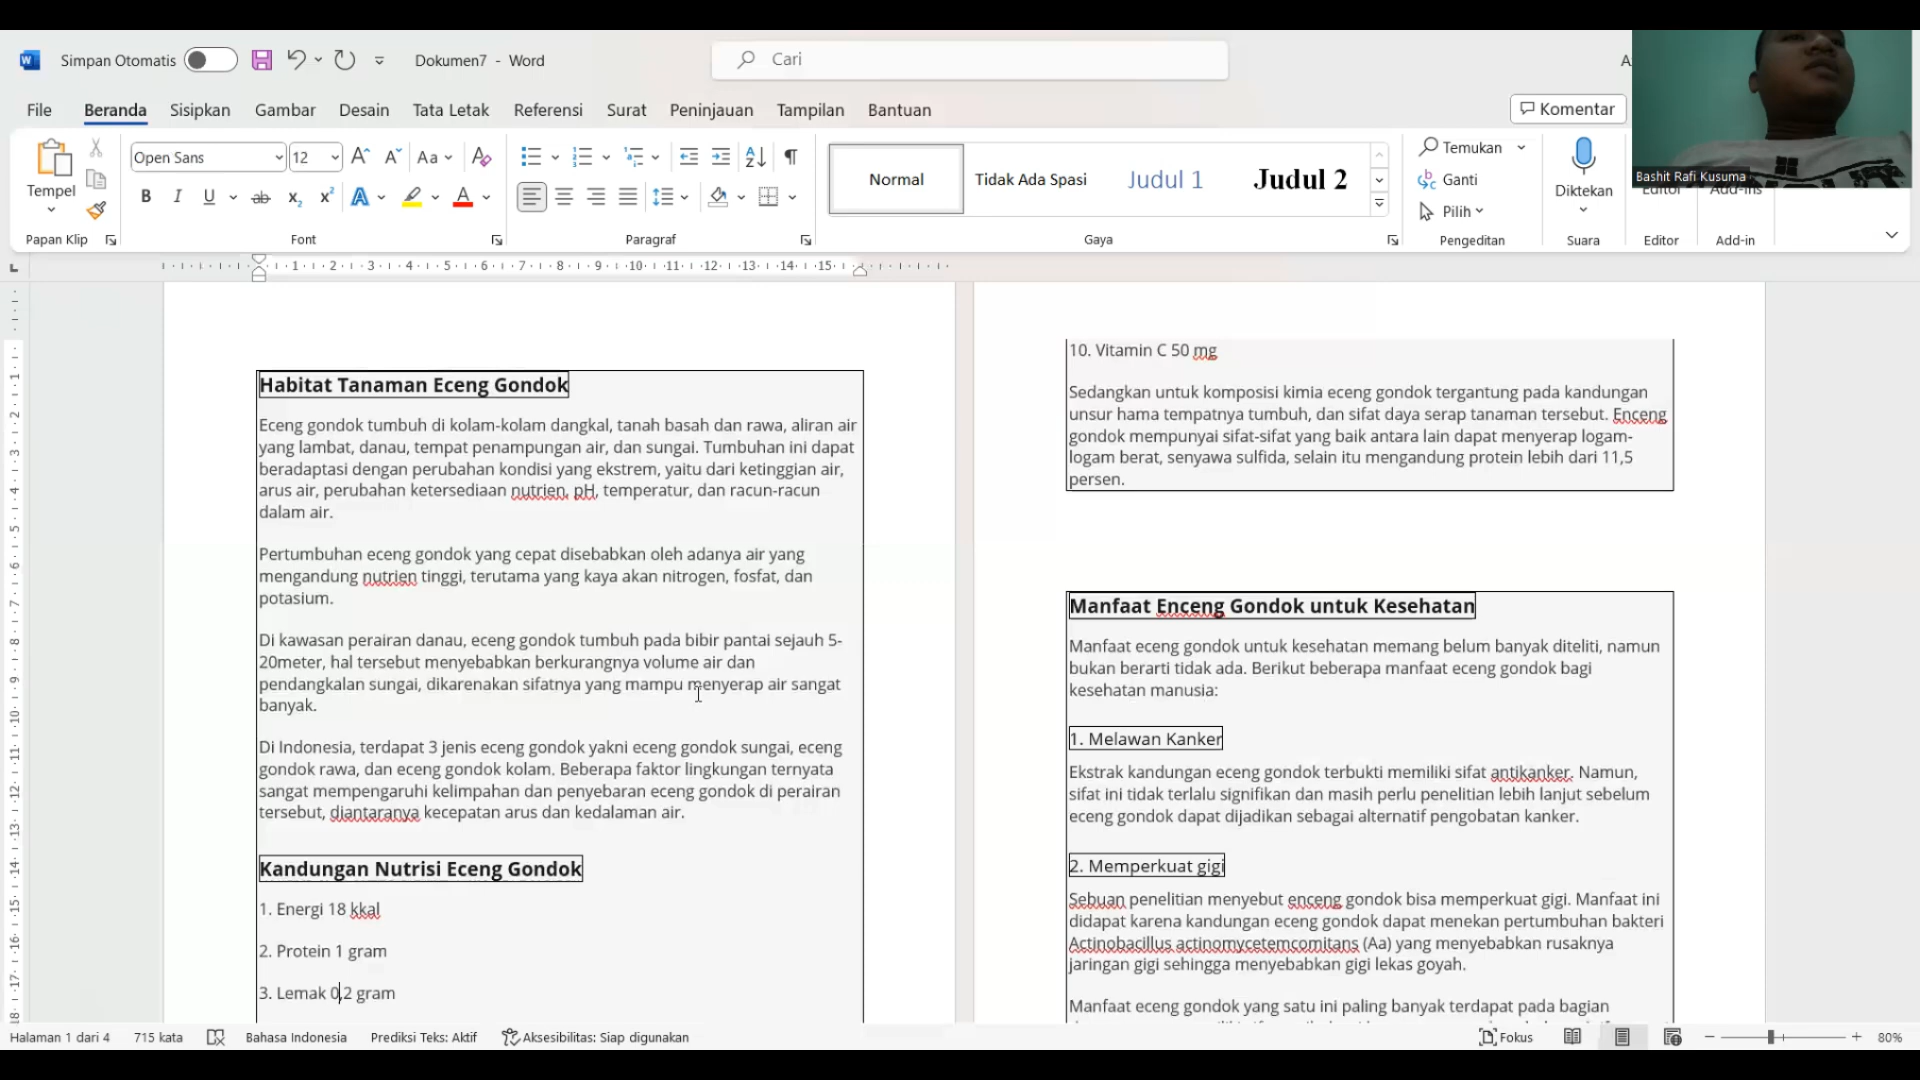 Simpan Otomatis
Dokumen7 - Word
Cari
File Beranda Sisipkan Gambar Desain Tata Letak Referensi Surat Peninjauan Tampilan Bantuan
Komentar
Tempel
Papan Klip
Open Sans 12
Font
Paragraf
Normal
Tidak Ada Spasi
Judul 1
Judul 2
Gaya
Temukan
Ganti
Pilih
Pengeditan
Diktekan
Suara
Editor
Editor
Add-ins
Add-in
Bashit Rafi Kusuma
Habitat Tanaman Eceng Gondok
Eceng gondok tumbuh di kolam-kolam dangkal, tanah basah dan rawa, aliran air
yang lambat, danau, tempat penampungan air, dan sungai. Tumbuhan ini dapat
beradaptasi dengan perubahan kondisi yang ekstrem, yaitu dari ketinggian air,
arus air, perubahan ketersediaan nutrien, pH, temperatur, dan racun-racun
dalam air.
Pertumbuhan eceng gondok yang cepat disebabkan oleh adanya air yang
mengandung nutrien tinggi, terutama yang kaya akan nitrogen, fosfat, dan
potasium.
Di kawasan perairan danau, eceng gondok tumbuh pada bibir pantai sejauh 5-
20meter, hal tersebut menyebabkan berkurangnya volume air dan
pendangkalan sungai, dikarenakan sifatnya yang mampu menyerap air sangat
banyak.
Di Indonesia, terdapat 3 jenis eceng gondok yakni eceng gondok sungai, eceng
gondok rawa, dan eceng gondok kolam. Beberapa faktor lingkungan ternyata
sangat mempengaruhi kelimpahan dan penyebaran eceng gondok di perairan
tersebut, diantaranya kecepatan arus dan kedalaman air.
Kandungan Nutrisi Eceng Gondok
1. Energi 18 kkal
2. Protein 1 gram
3. Lemak 0,2 gram
10. Vitamin C 50 mg
Sedangkan untuk komposisi kimia eceng gondok tergantung pada kandungan
unsur hama tempatnya tumbuh, dan sifat daya serap tanaman tersebut. Enceng
gondok mempunyai sifat-sifat yang baik antara lain dapat menyerap logam-
logam berat, senyawa sulfida, selain itu mengandung protein lebih dari 11,5
persen.
Manfaat Enceng Gondok untuk Kesehatan
Manfaat eceng gondok untuk kesehatan memang belum banyak diteliti, namun
bukan berarti tidak ada. Berikut beberapa manfaat eceng gondok bagi
kesehatan manusia:
1. Melawan Kanker
Ekstrak kandungan eceng gondok terbukti memiliki sifat antikanker. Namun,
sifat ini tidak terlalu signifikan dan masih perlu penelitian lebih lanjut sebelum
eceng gondok dapat dijadikan sebagai alternatif pengobatan kanker.
2. Memperkuat gigi
Sebuan penelitian menyebut enceng gondok bisa memperkuat gigi. Manfaat ini
didapat karena kandungan eceng gondok dapat menekan pertumbuhan bakteri
Actinobacillus actinomycetemcomitans (Aa) yang menyebabkan rusaknya
jaringan gigi sehingga menyebabkan gigi lekas goyah.
Manfaat eceng gondok yang satu ini paling banyak terdapat pada bagian
Halaman 1 dari 4
715 kata
Bahasa Indonesia
Prediksi Teks: Aktif
Aksesibilitas: Siap digunakan
Fokus
80%